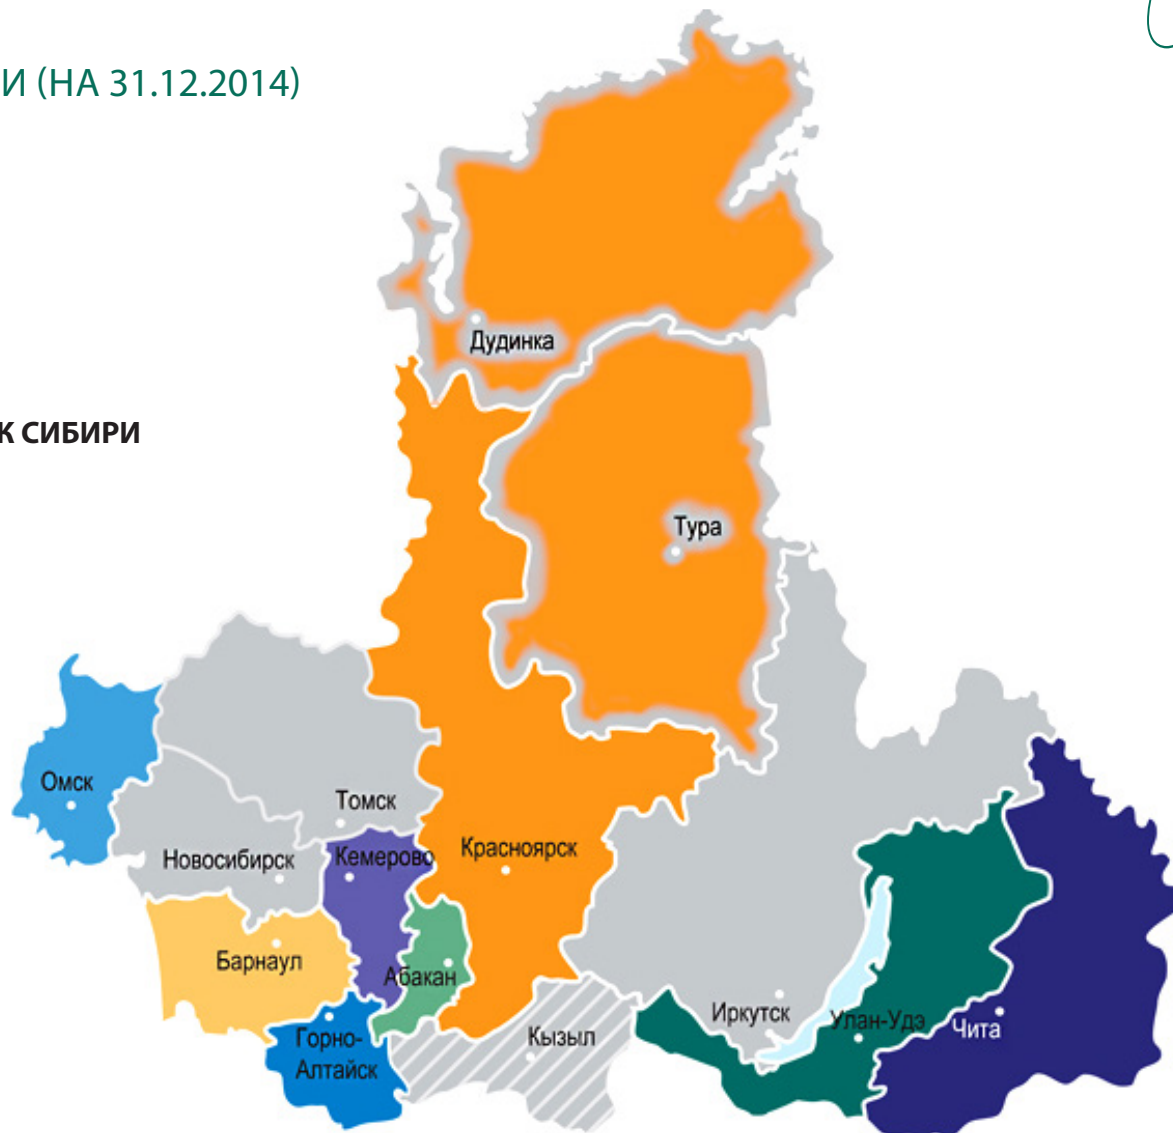 И (НА 31.12.2014)
Дудинка
К СИБИРИ
Тура
Омск
Томск
Новосибирск
Кемерово
Красноярск
Барнаул
Абакан
Иркутск
Улан-Удэ
Чита
Горно-
Алтайск
Кызыл